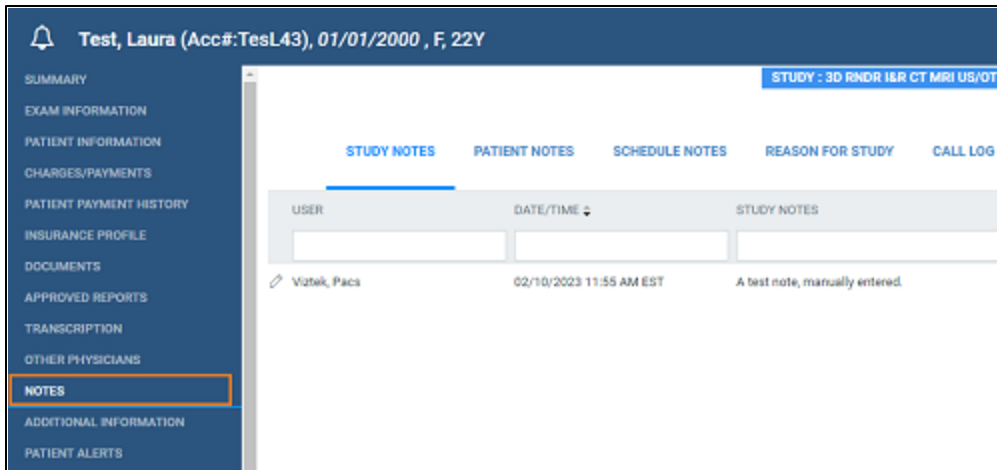 Test, Laura (Acc#:TesL43), 01/01/2000 , F, 22Y
SUMMARY
EXAM INFORMATION
PATIENT INFORMATION
CHARGES/PAYMENTS
PATIENT PAYMENT HISTORY
INSURANCE PROFILE
DOCUMENTS
APPROVED REPORTS
TRANSCRIPTION
OTHER PHYSICIANS
NOTES
ADDITIONAL INFORMATION
PATIENT ALERTS
STUDY : 3D RNDR I&R CT MRI US/OT
STUDY NOTES PATIENT NOTES SCHEDULE NOTES REASON FOR STUDY CALL LOG
USER DATE/TIME STUDY NOTES
Viztek, Pacs 02/10/2023 11:55 AM EST A test note, manually entered.